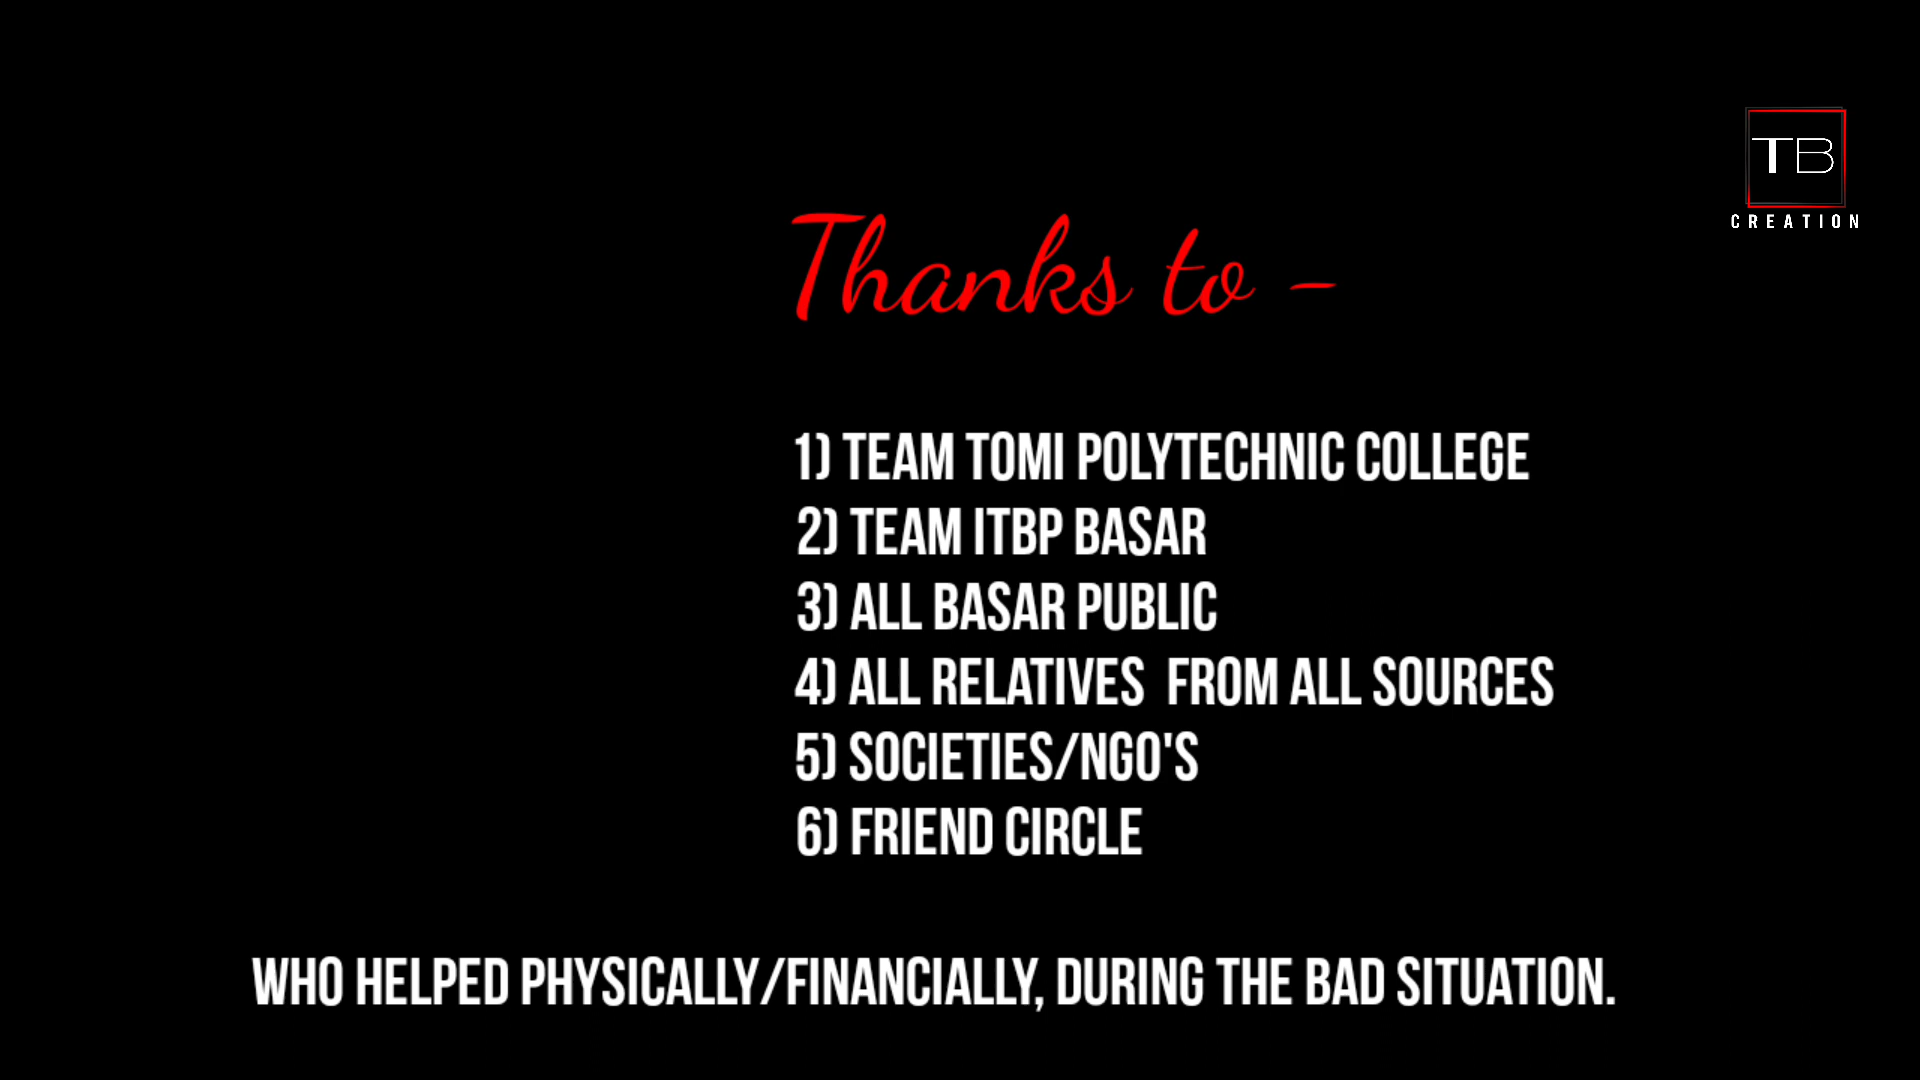 TB
CREATION
Thanks to -
1) TEAM TOMI POLYTECHNIC COLLEGE
2) TEAM ITBP BASAR
3) ALL BASAR PUBLIC
4) ALL RELATIVES  FROM ALL SOURCES
5) SOCIETIES/NGO'S
6) FRIEND CIRCLE
WHO HELPED PHYSICALLY/FINANCIALLY, DURING THE BAD SITUATION.